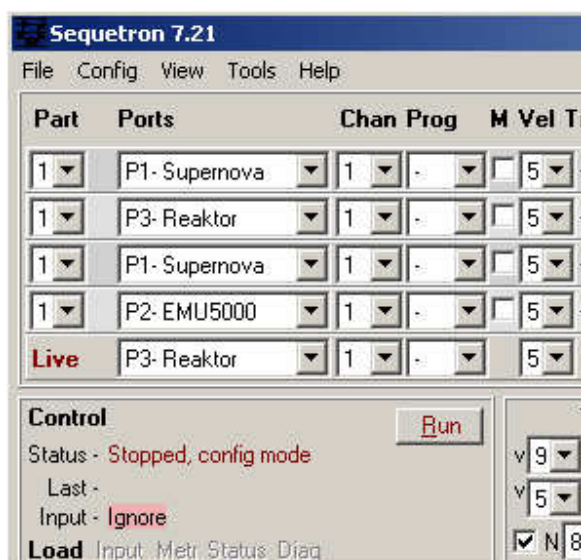 Sequetron 7.21
File Config View Tools Help
Part Ports Chan Prog M Vel
1 P1- Supernova 1 - 5
1 P3- Reaktor 1 - 5
1 P1- Supernova 1 - 5
1 P2- EMU5000 1 - 5
Live P3- Reaktor 1 - 5
Control Run
Status - Stopped, config mode
v 9
Last -
v 5
Input - Ignore
N 8
Load Input Metr Status Diag